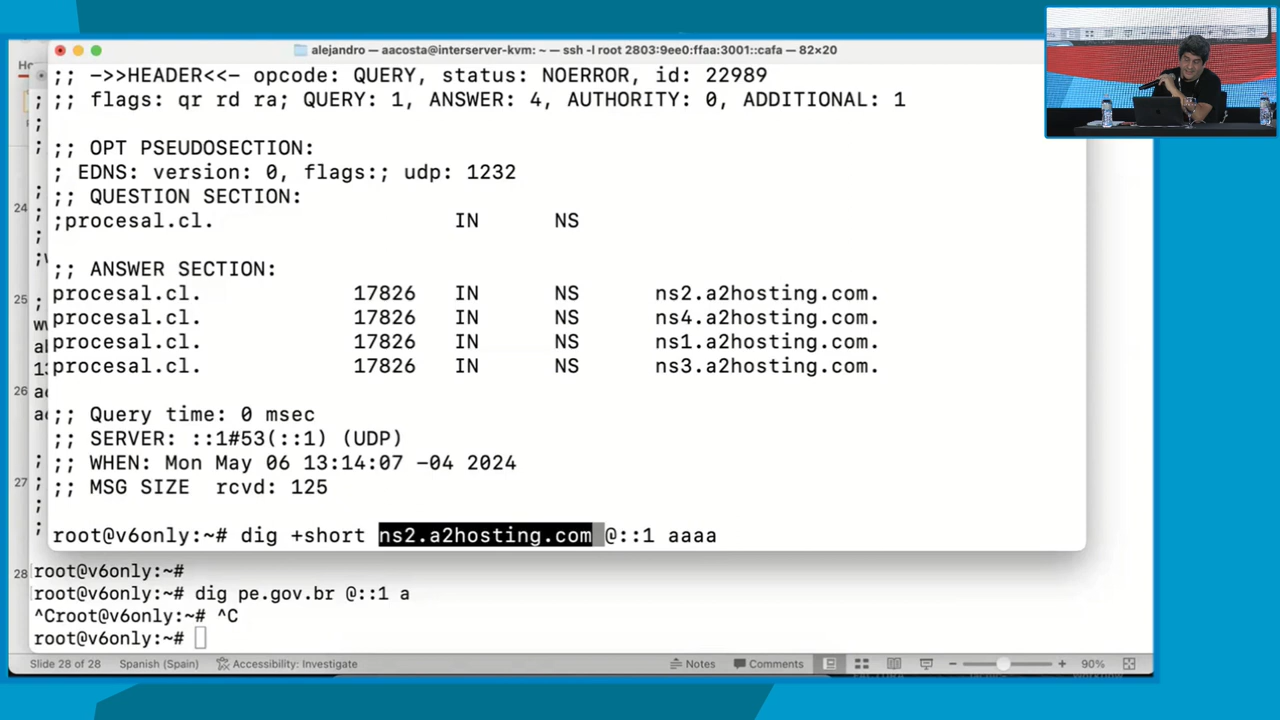 alejandro — aacosta@interserver-kvm: ~ — ssh -l root 2803:9ee0:ffaa:3001::cafa — 82×20
;; ->>HEADER<<- opcode: QUERY, status: NOERROR, id: 22989
;; flags: qr rd ra; QUERY: 1, ANSWER: 4, AUTHORITY: 0, ADDITIONAL: 1
;; OPT PSEUDOSECTION:
; EDNS: version: 0, flags:; udp: 1232
;; QUESTION SECTION:
;procesal.cl. IN NS
;; ANSWER SECTION:
procesal.cl. 17826 IN NS ns2.a2hosting.com.
procesal.cl. 17826 IN NS ns4.a2hosting.com.
procesal.cl. 17826 IN NS ns1.a2hosting.com.
procesal.cl. 17826 IN NS ns3.a2hosting.com.
;; Query time: 0 msec
;; SERVER: ::1#53(::1) (UDP)
;; WHEN: Mon May 06 13:14:07 -04 2024
;; MSG SIZE rcvd: 125
root@v6only:~# dig +short ns2.a2hosting.com @::1 aaaa
24
25
26
27
28
root@v6only:~#
root@v6only:~# dig pe.gov.br @::1 a
^Croot@v6only:~# ^C
root@v6only:~#
Slide 28 of 28 Spanish (Spain) Accessibility: Investigate Notes Comments 90%